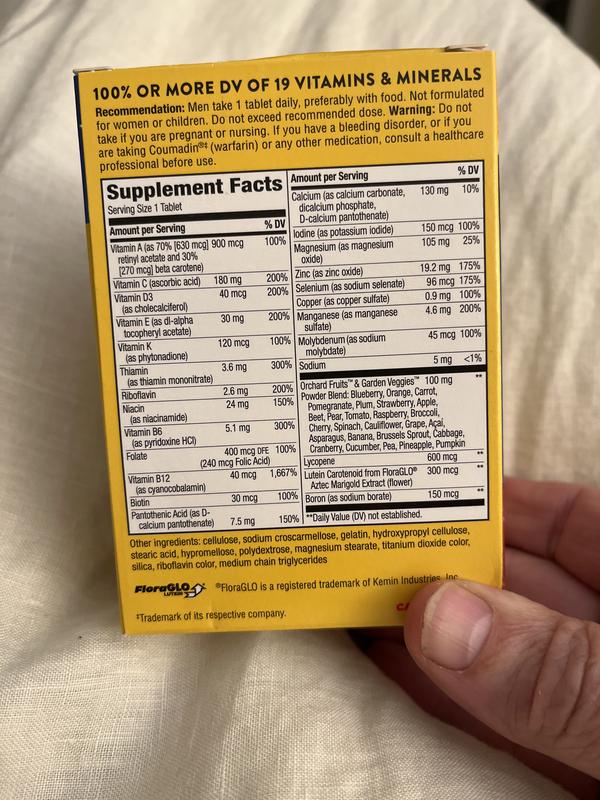 100% OR MORE DV OF 19 VITAMINS & MINERALS
Recommendation: Men take 1 tablet daily, preferably with food. Not formulated
for women or children. Do not exceed recommended dose. Warning: Do not
take if you are pregnant or nursing. If you have a bleeding disorder, or if you
are taking Coumadin®‡ (warfarin) or any other medication, consult a healthcare
professional before use.
Supplement Facts
Serving Size 1 Tablet
Amount per Serving % DV
Vitamin A (as 70% [630 mcg] 900 mcg 100%
retinyl acetate and 30%
[270 mcg] beta carotene)
Vitamin C (ascorbic acid) 180 mg 200%
Vitamin D3 40 mcg 200%
(as cholecalciferol)
Vitamin E (as dl-alpha 30 mg 200%
tocopheryl acetate)
Vitamin K 120 mcg 100%
(as phytonadione)
Thiamin 3.6 mg 300%
(as thiamin mononitrate)
Riboflavin 2.6 mg 200%
Niacin 24 mg 150%
(as niacinamide)
Vitamin B6 5.1 mg 300%
(as pyridoxine HCl)
Folate 400 mcg DFE 100%
(240 mcg Folic Acid)
Vitamin B12 40 mcg 1,667%
(as cyanocobalamin)
Biotin 30 mcg 100%
Pantothenic Acid (as D- 7.5 mg 150%
calcium pantothenate)
Amount per Serving % DV
Calcium (as calcium carbonate, 130 mg 10%
dicalcium phosphate,
D-calcium pantothenate)
Iodine (as potassium iodide) 150 mcg 100%
Magnesium (as magnesium 105 mg 25%
oxide)
Zinc (as zinc oxide) 19.2 mg 175%
Selenium (as sodium selenate) 96 mcg 175%
Copper (as copper sulfate) 0.9 mg 100%
Manganese (as manganese 4.6 mg 200%
sulfate)
Molybdenum (as sodium 45 mcg 100%
molybdate)
Sodium 5 mg <1%
Orchard Fruits™ & Garden Veggies™ 100 mg **
Powder Blend: Blueberry, Orange, Carrot,
Pomegranate, Plum, Strawberry, Apple,
Beet, Pear, Tomato, Raspberry, Broccoli,
Cherry, Spinach, Cauliflower, Grape, Açai,
Asparagus, Banana, Brussels Sprout, Cabbage,
Cranberry, Cucumber, Pea, Pineapple, Pumpkin
Lycopene 600 mcg **
Lutein Carotenoid from FloraGLO® 300 mcg **
Aztec Marigold Extract (flower)
Boron (as sodium borate) 150 mcg **
**Daily Value (DV) not established.
Other ingredients: cellulose, sodium croscarmellose, gelatin, hydroxypropyl cellulose,
stearic acid, hypromellose, polydextrose, magnesium stearate, titanium dioxide color,
silica, riboflavin color, medium chain triglycerides
FloraGLO LUTEIN
®FloraGLO is a registered trademark of Kemin Industries, Inc.
‡Trademark of its respective company.